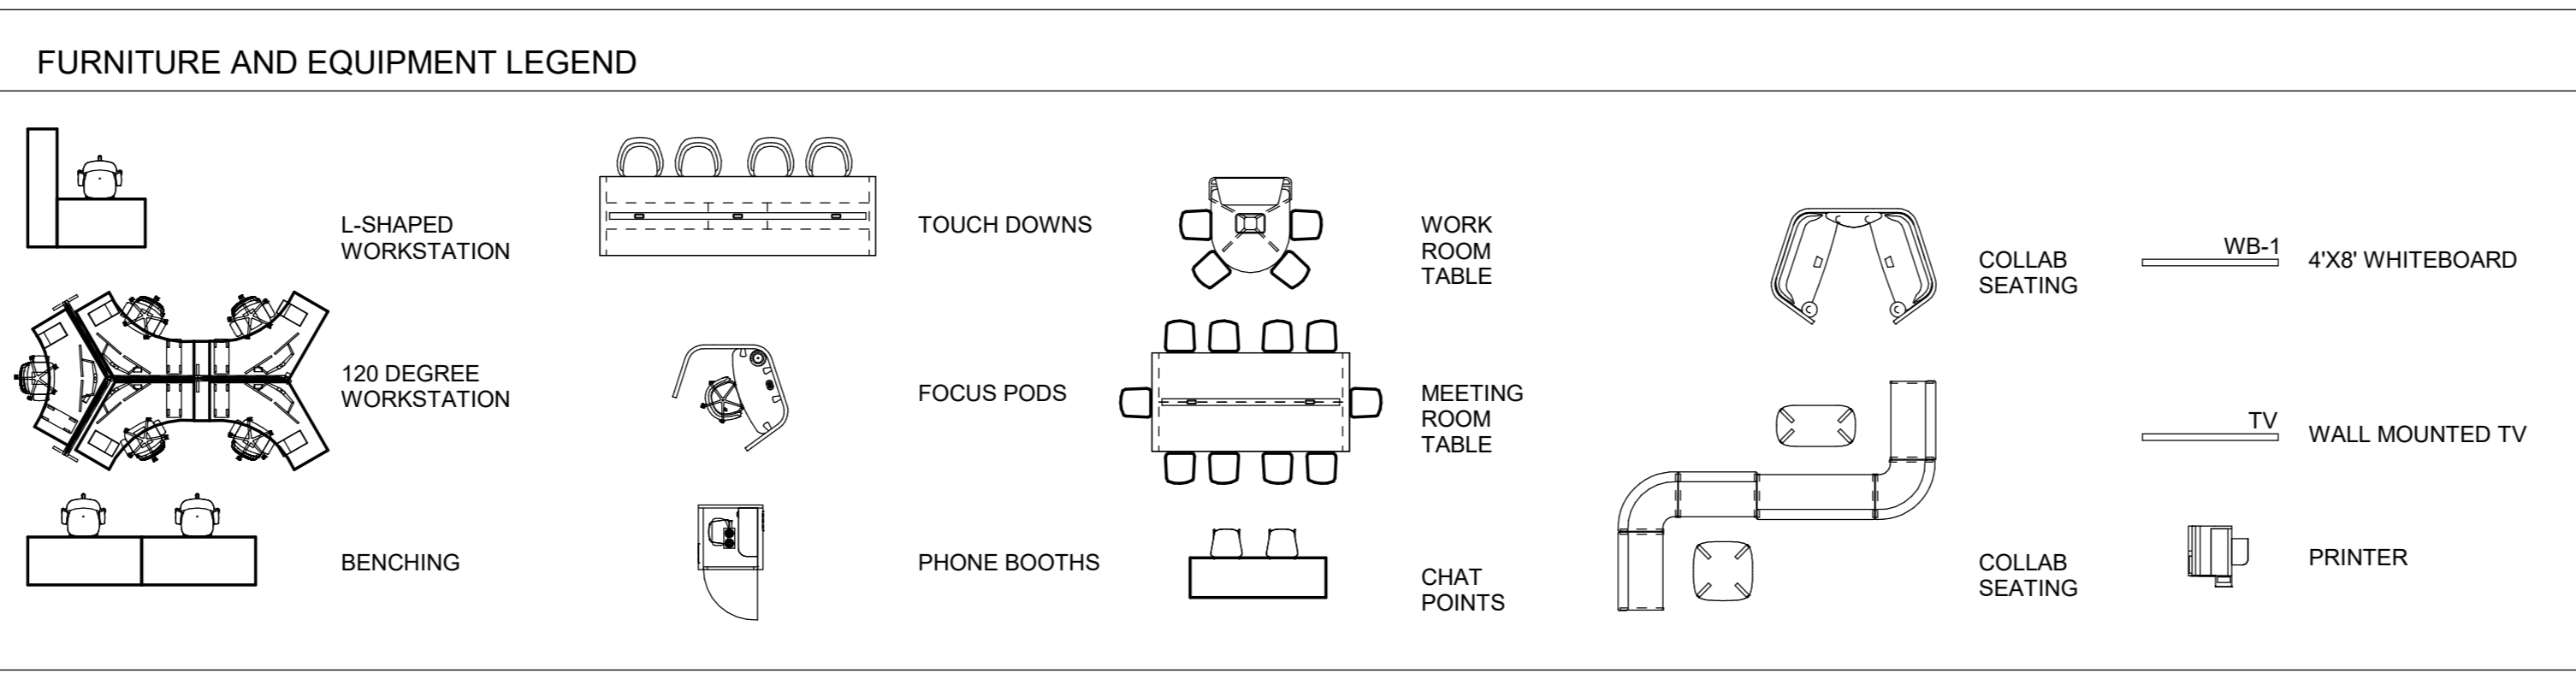 FURNITURE AND EQUIPMENT LEGEND
L-SHAPED
WORKSTATION
120 DEGREE
WORKSTATION
BENCHING
TOUCH DOWNS
FOCUS PODS
PHONE BOOTHS
WORK
ROOM
TABLE
MEETING
ROOM
TABLE
CHAT
POINTS
COLLAB
SEATING
COLLAB
SEATING
WB-1
4'X8' WHITEBOARD
TV
WALL MOUNTED TV
PRINTER